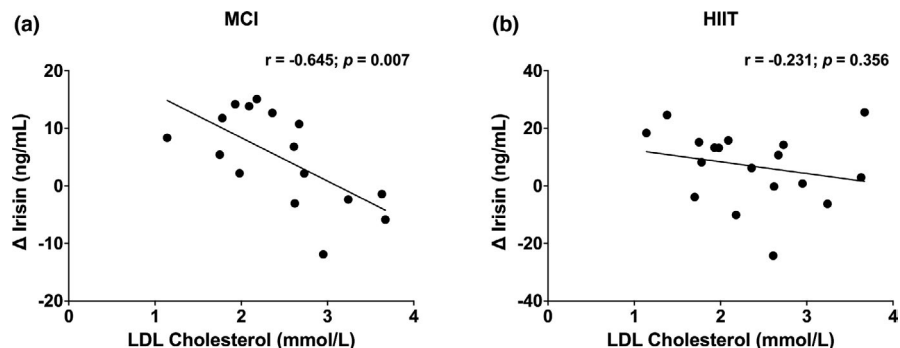 (a)
MCI
r = -0.645; p = 0.007
Δ Irisin (ng/mL)
20
10
0
-10
-20
0
1
2
3
4
LDL Cholesterol (mmol/L)
(b)
HIIT
r = -0.231; p = 0.356
Δ Irisin (ng/mL)
40
20
0
-20
-40
0
1
2
3
4
LDL Cholesterol (mmol/L)